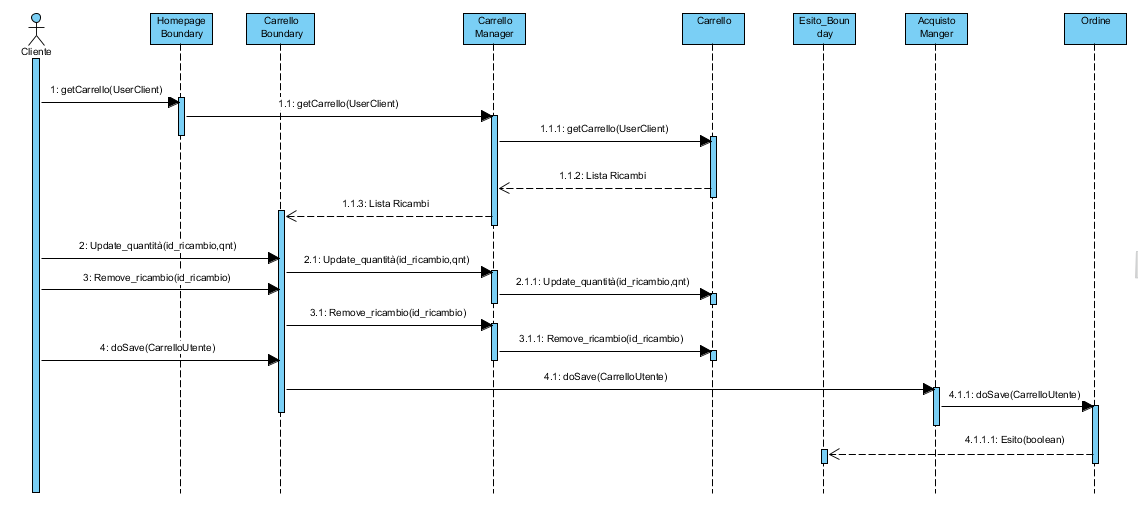 Homepage
Boundary
Carrello
Boundary
Carrello
Manager
Carrello
Esito_Boun
day
Acquisto
Manger
Ordine
Cliente
1: getCarrello(UserClient)
1.1: getCarrello(UserClient)
1.1.1: getCarrello(UserClient)
1.1.2: Lista Ricambi
1.1.3: Lista Ricambi
2: Update_quantità(id_ricambio,qnt)
2.1: Update_quantità(id_ricambio,qnt)
3: Remove_ricambio(id_ricambio)
2.1.1: Update_quantità(id_ricambio,qnt)
3.1: Remove_ricambio(id_ricambio)
3.1.1: Remove_ricambio(id_ricambio)
4: doSave(CarrelloUtente)
4.1: doSave(CarrelloUtente)
4.1.1: doSave(CarrelloUtente)
4.1.1.1: Esito(boolean)